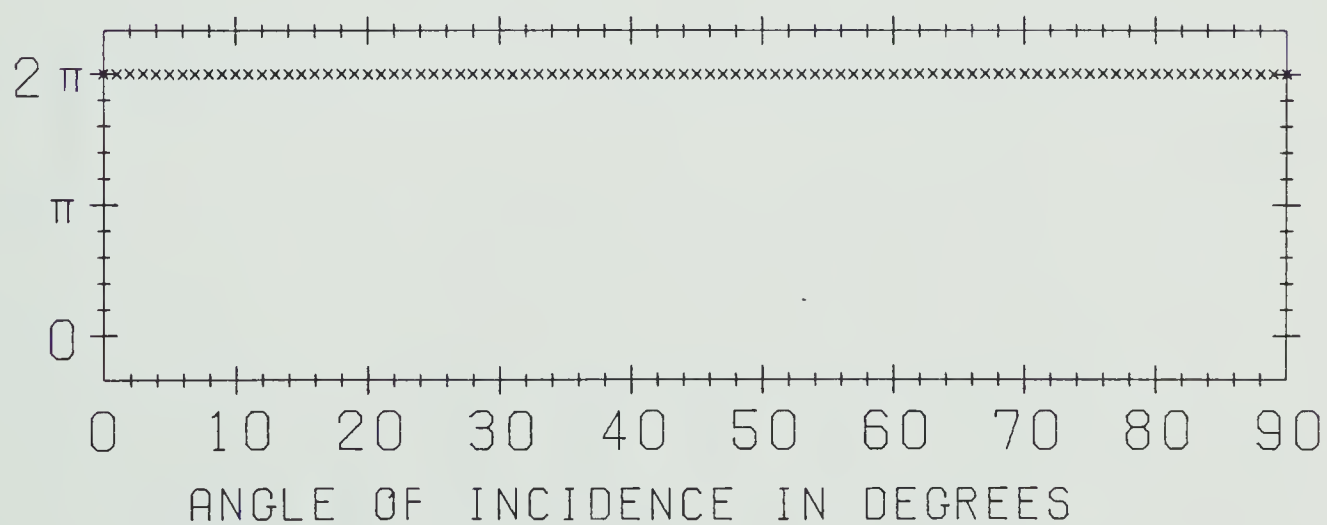 2 π
π
0
0 10 20 30 40 50 60 70 80 90
ANGLE OF INCIDENCE IN DEGREES